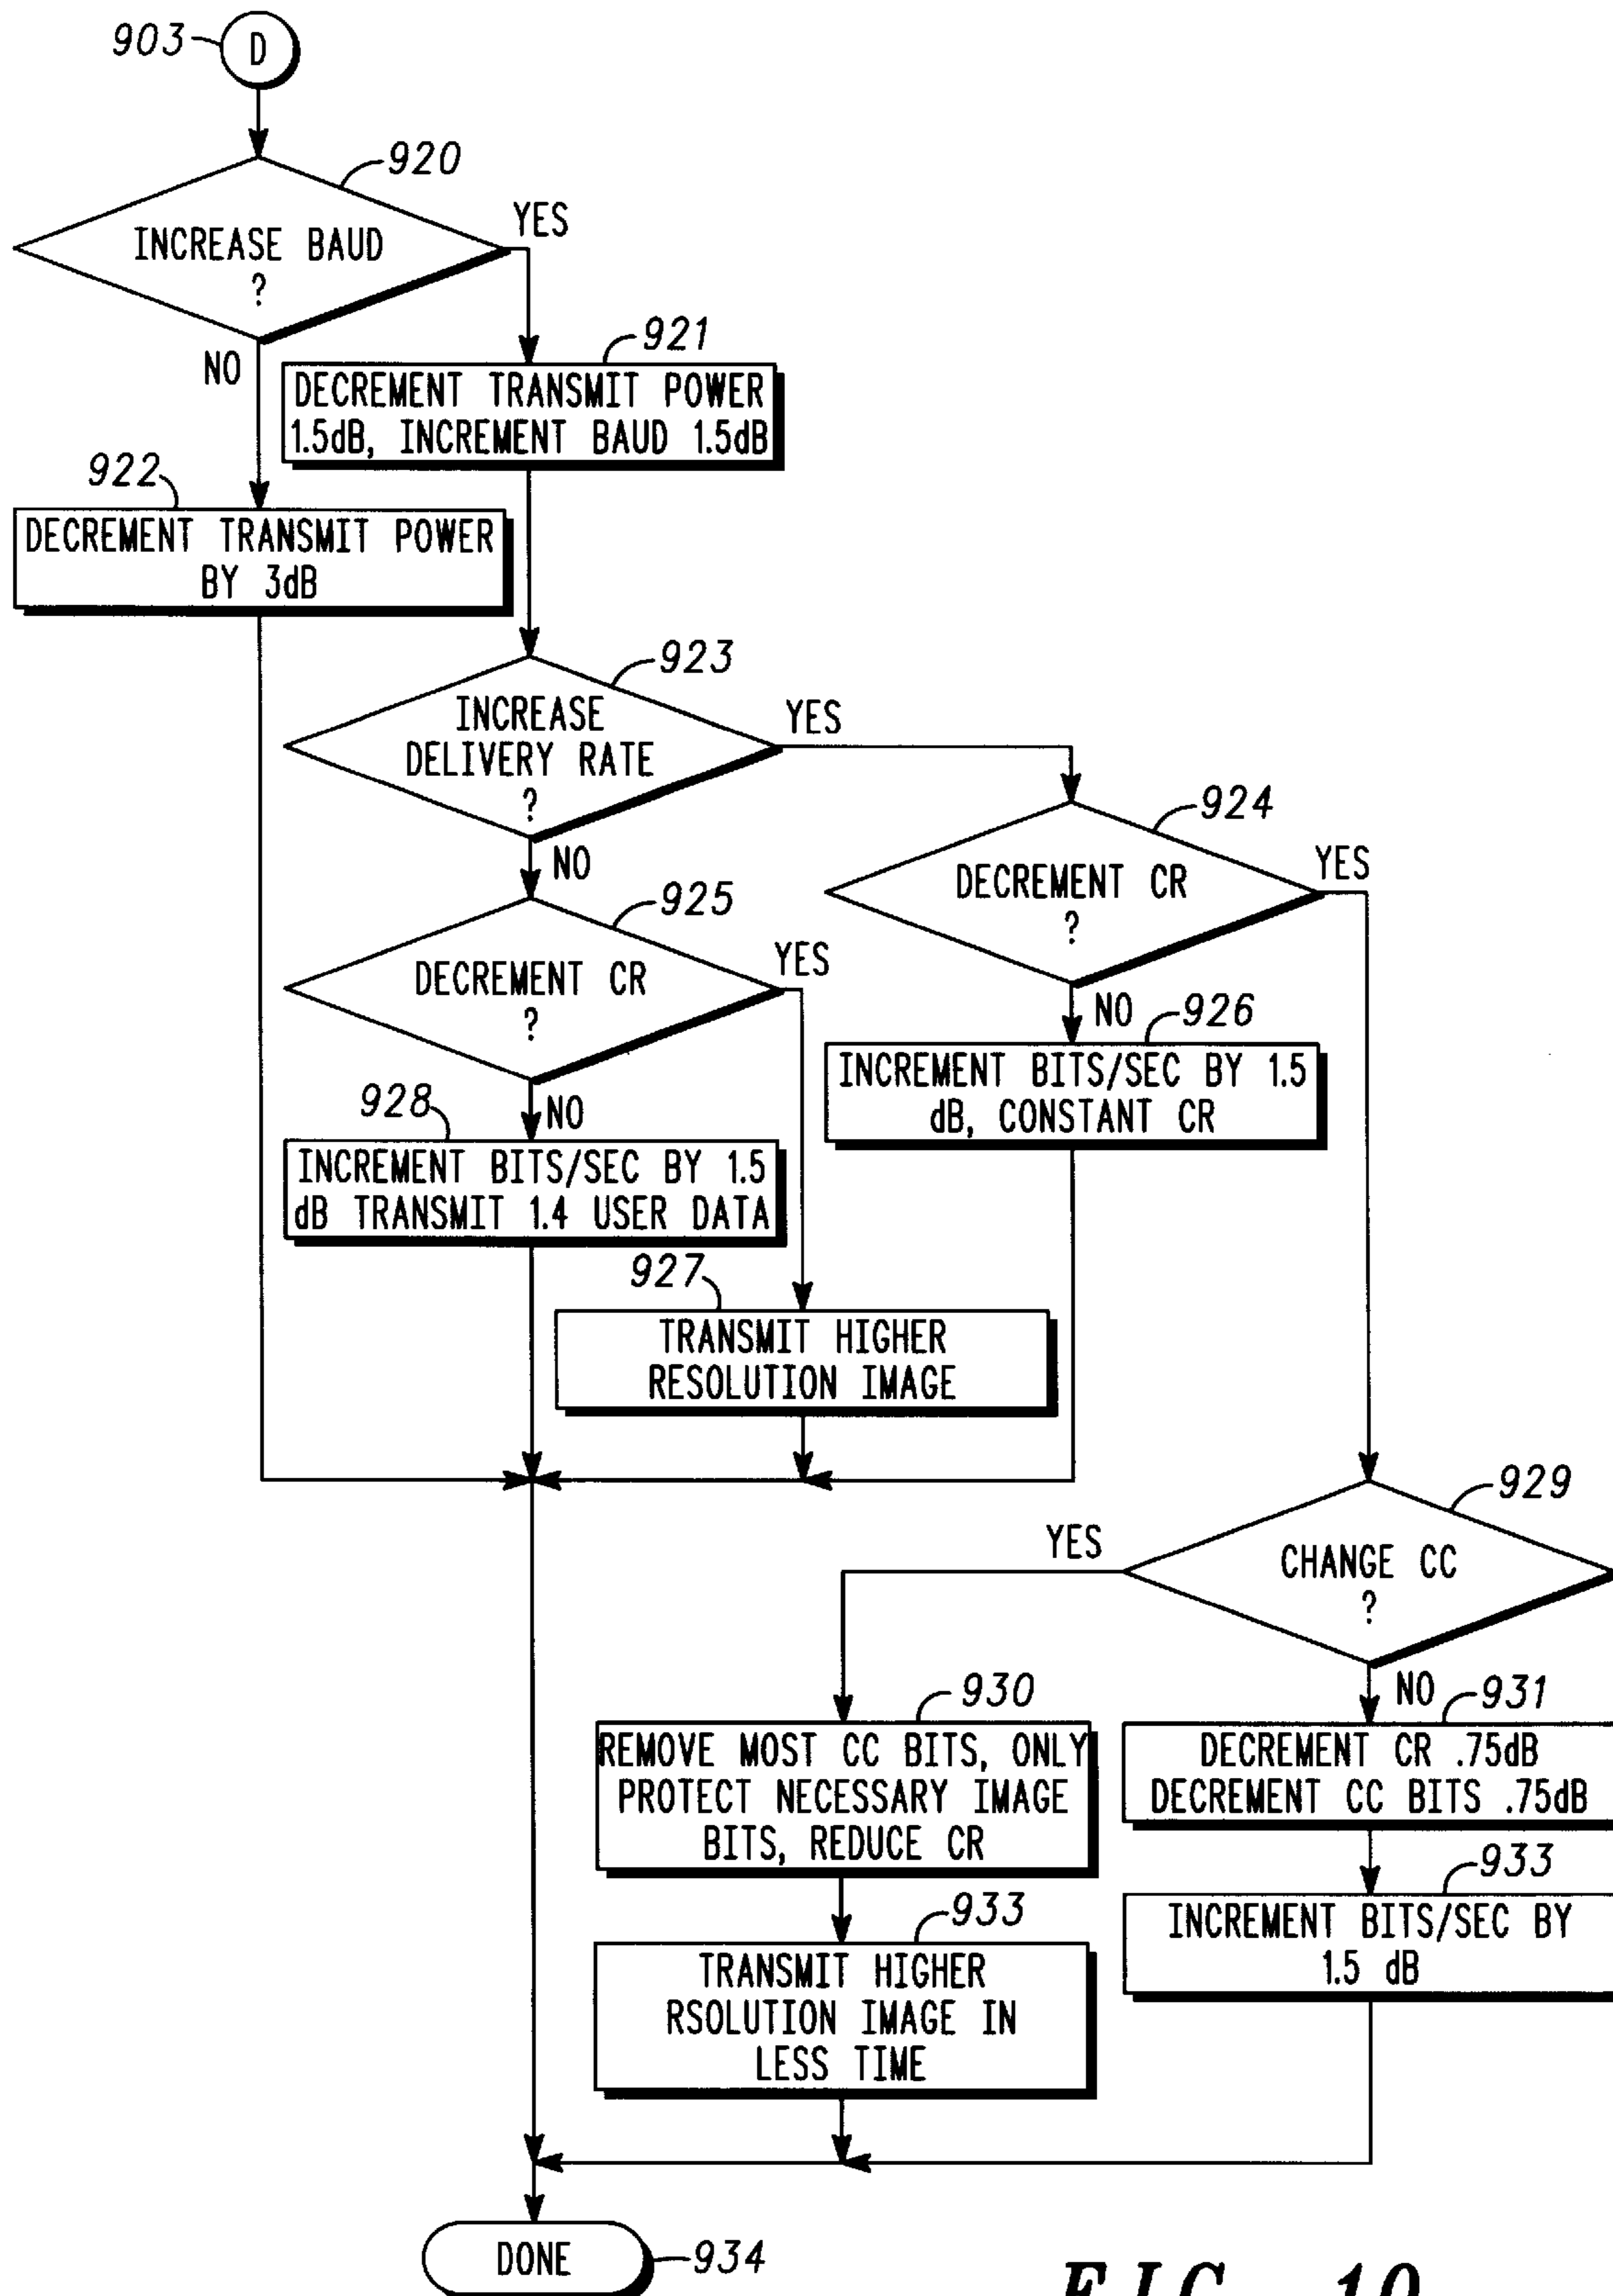 903
D
920
INCREASE BAUD
?
YES
NO
921
DECREMENT TRANSMIT POWER
1.5dB, INCREMENT BAUD 1.5dB
922
DECREMENT TRANSMIT POWER
BY 3dB
923
INCREASE
DELIVERY RATE
?
YES
NO
924
DECREMENT CR
?
YES
NO
925
DECREMENT CR
?
YES
NO
926
INCREMENT BITS/SEC BY 1.5
dB, CONSTANT CR
928
INCREMENT BITS/SEC BY 1.5
dB TRANSMIT 1.4 USER DATA
927
TRANSMIT HIGHER
RESOLUTION IMAGE
929
CHANGE CC
?
YES
NO
930
REMOVE MOST CC BITS, ONLY
PROTECT NECESSARY IMAGE
BITS, REDUCE CR
931
DECREMENT CR .75dB
DECREMENT CC BITS .75dB
933
INCREMENT BITS/SEC BY
1.5 dB
933
TRANSMIT HIGHER
RSOLUTION IMAGE IN
LESS TIME
DONE
934
FIG. 10